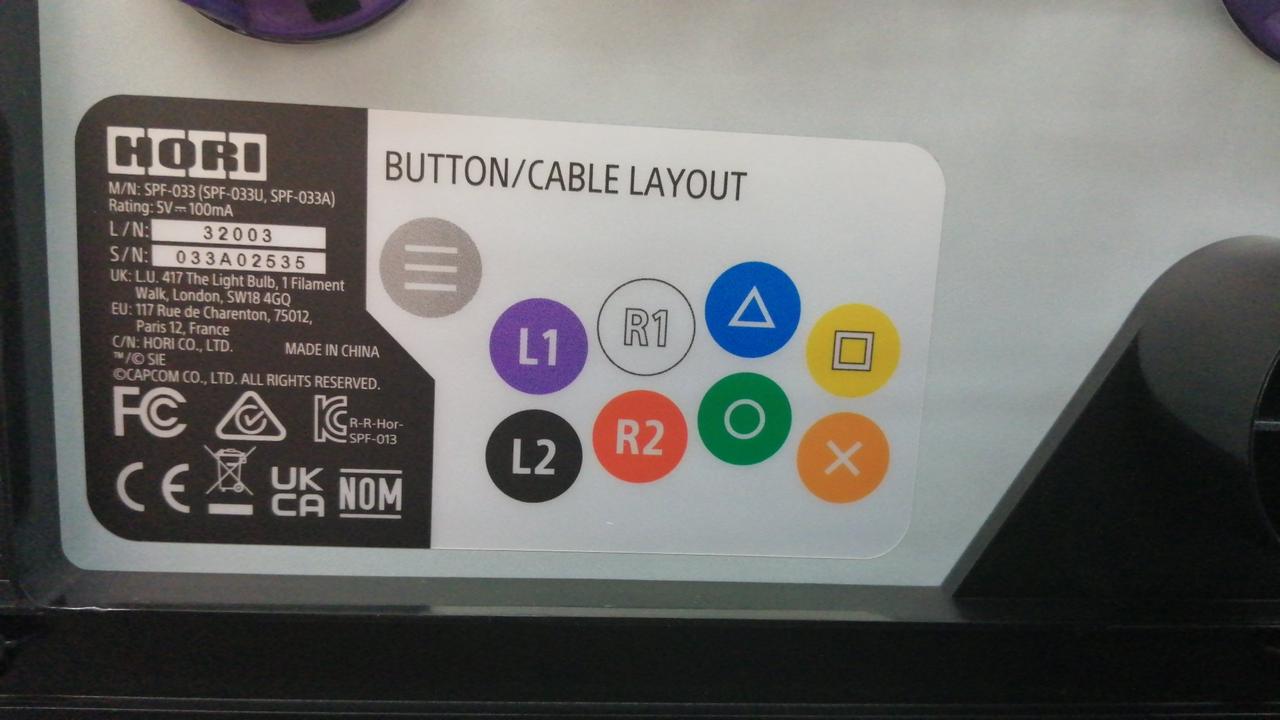 HORI
M/N: SPF-033 (SPF-033U, SPF-033A)
Rating: 5V⎓100mA
L/N: 32003
S/N: 033A02535
UK: L.U. 417 The Light Bulb, 1 Filament
Walk, London, SW18 4GQ
EU: 117 Rue de Charenton, 75012,
Paris 12, France
C/N: HORI CO., LTD. MADE IN CHINA
™/© SIE
©CAPCOM CO., LTD. ALL RIGHTS RESERVED.
FC
R-R-Hor-
SPF-013
CE
UK
CA
NOM
BUTTON/CABLE LAYOUT
L1
R1
L2
R2